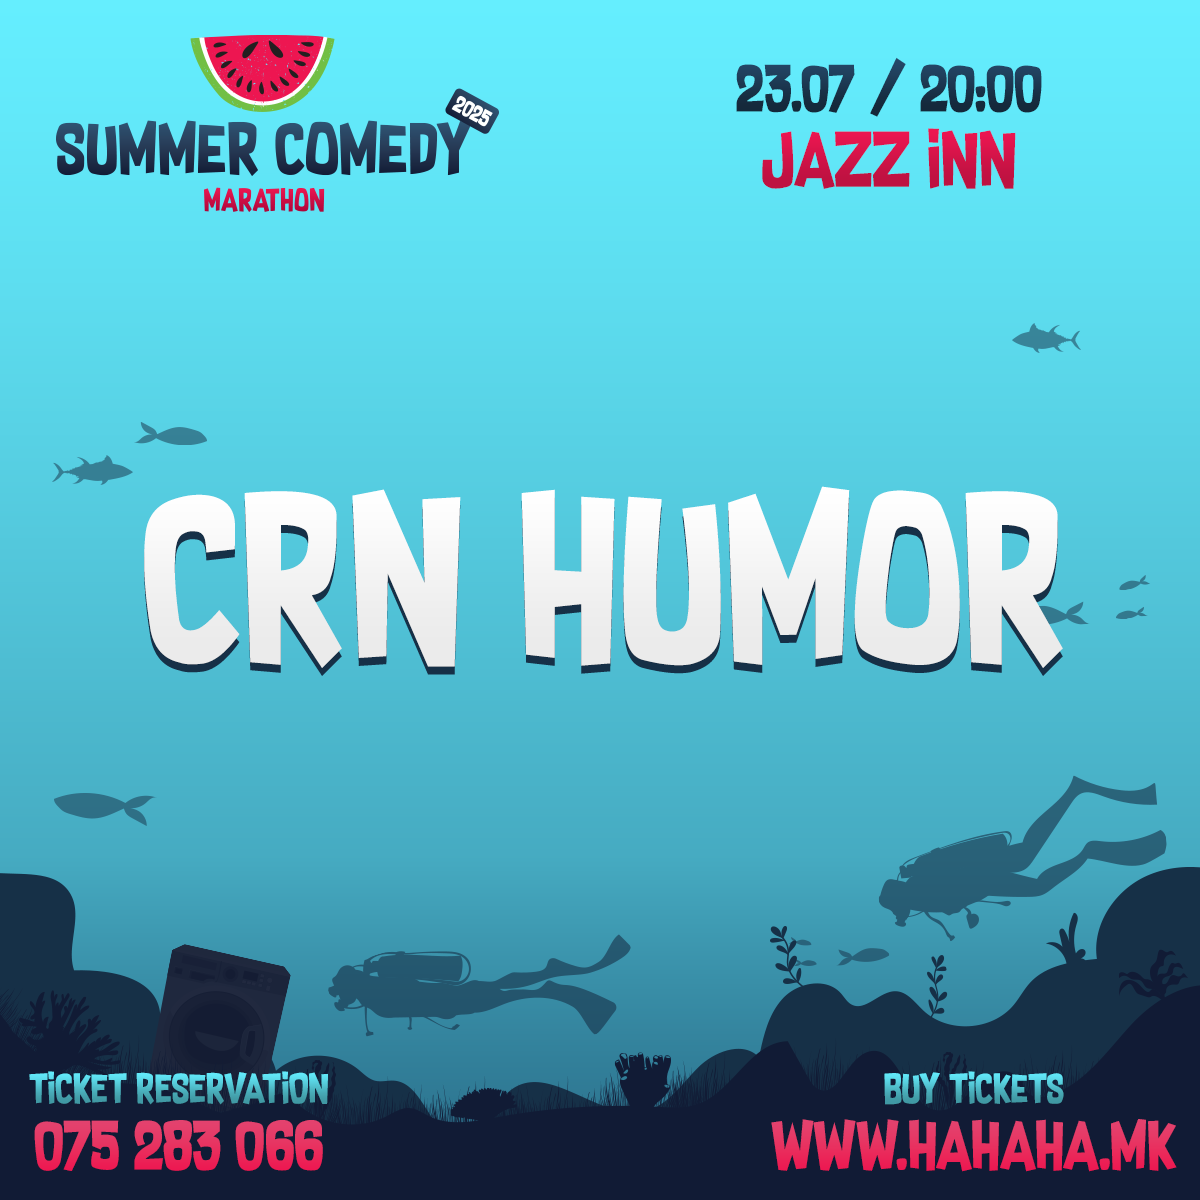 SUMMER COMEDY 2025
MARATHON
23.07 / 20:00
JAZZ iNN
CRN HUMOR
TiCKET RESERVATiON
075 283 066
BUY TiCKETS
WWW.HAHAHA.MK